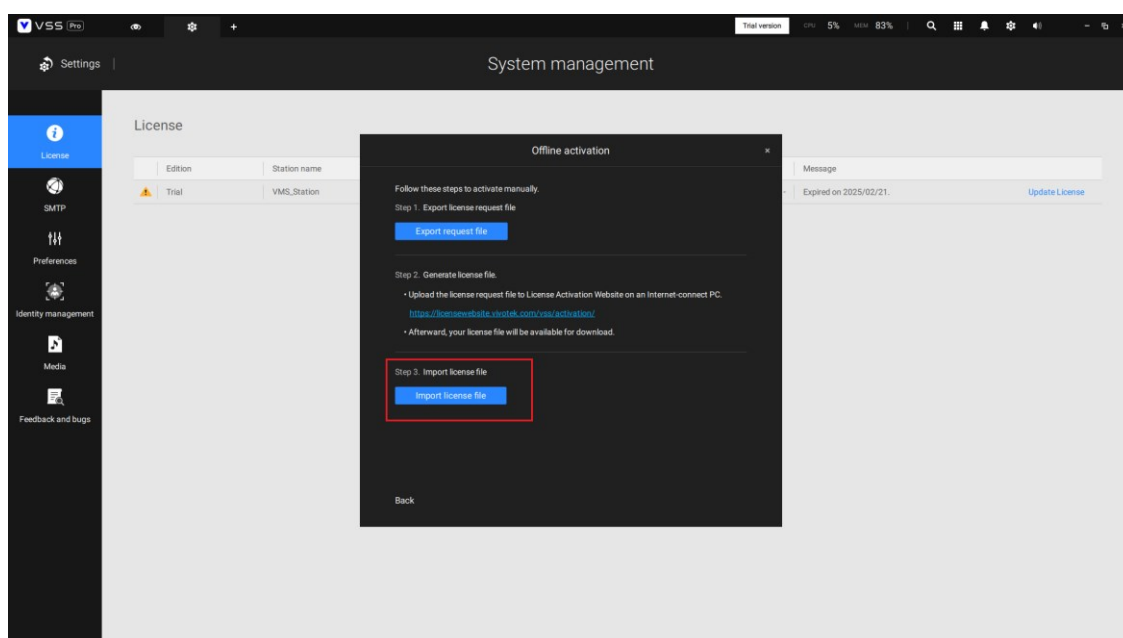 VSS Pro
Trial version CPU 5% MEM 83%
Settings
System management
License
SMTP
Preferences
Identity management
Media
Feedback and bugs
License
Edition Station name Message
Trial VMS_Station Expired on 2025/02/21. Update License
Offline activation
Follow these steps to activate manually.
Step 1. Export license request file
Export request file
Step 2. Generate license file.
• Upload the license request file to License Activation Website on an Internet-connect PC.
https://licensewebsite.vivotek.com/vss/activation/
• Afterward, your license file will be available for download.
Step 3. Import license file
Import license file
Back